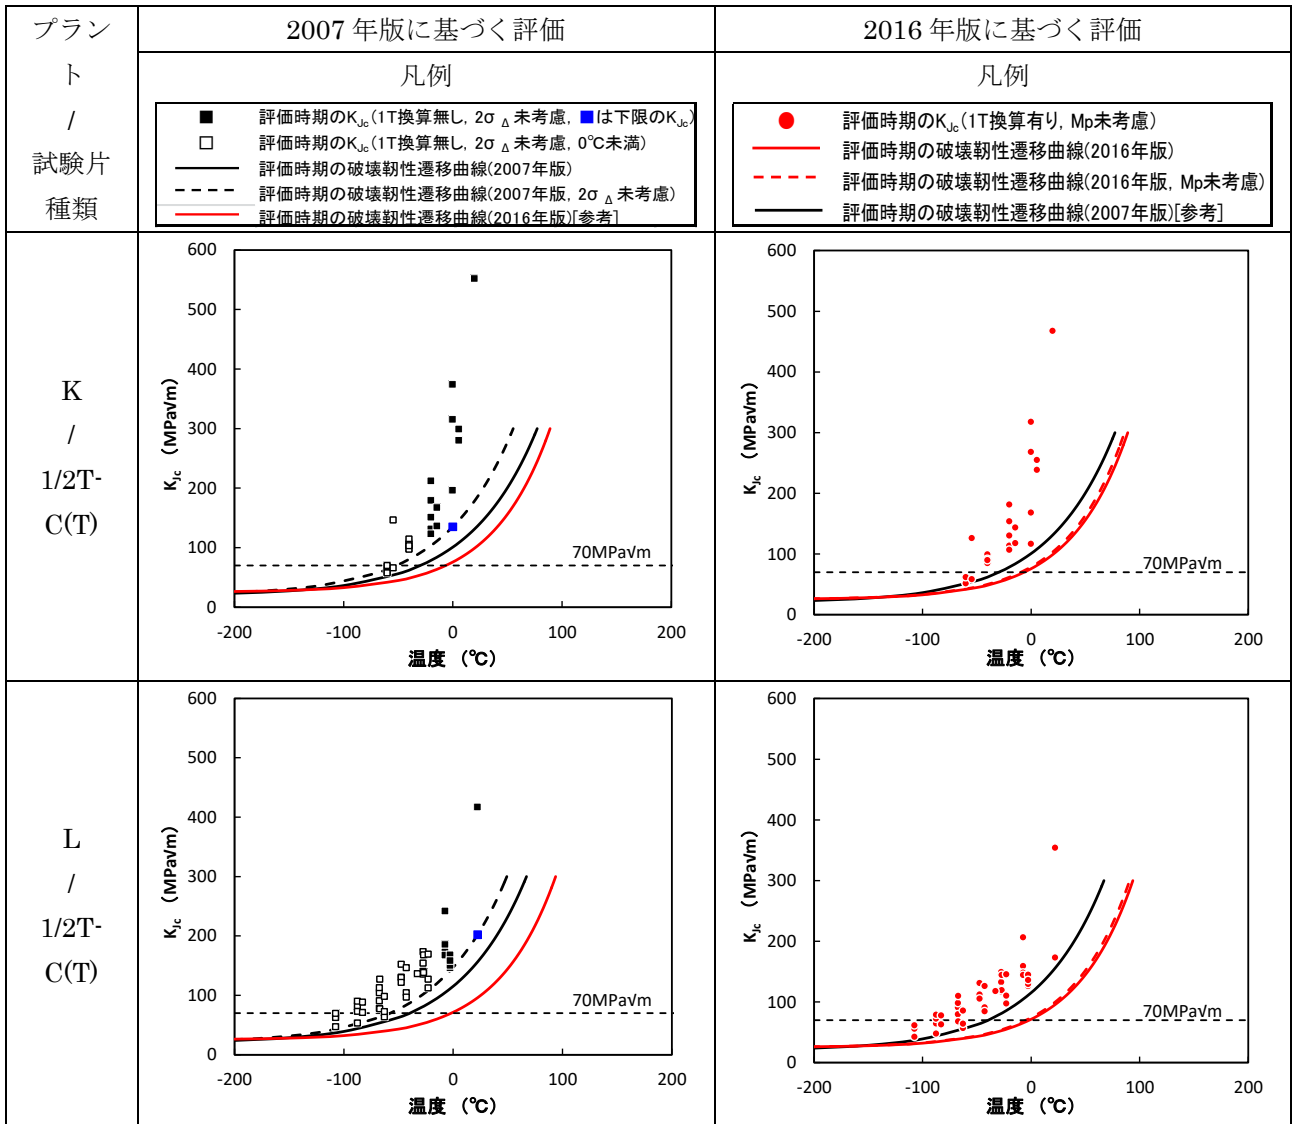 プラン
ト
/
試験片
種類
2007 年版に基づく評価
2016 年版に基づく評価
凡例
凡例
評価時期のKJc(1T換算無し, 2σΔ未考慮, ■は下限のKJc)
評価時期のKJc(1T換算無し, 2σΔ未考慮, 0℃未満)
評価時期の破壊靭性遷移曲線(2007年版)
評価時期の破壊靭性遷移曲線(2007年版, 2σΔ未考慮)
評価時期の破壊靭性遷移曲線(2016年版)[参考]
評価時期のKJc(1T換算有り, Mp未考慮)
評価時期の破壊靭性遷移曲線(2016年版)
評価時期の破壊靭性遷移曲線(2016年版, Mp未考慮)
評価時期の破壊靭性遷移曲線(2007年版)[参考]
K
/
1/2T-
C(T)
KJc (MPa√m)
600
500
400
300
200
100
0
70MPa√m
-200
-100
0
100
200
温度 (℃)
KJc (MPa√m)
600
500
400
300
200
100
0
70MPa√m
-200
-100
0
100
200
温度 (℃)
L
/
1/2T-
C(T)
KJc (MPa√m)
600
500
400
300
200
100
0
70MPa√m
-200
-100
0
100
200
温度 (℃)
KJc (MPa√m)
600
500
400
300
200
100
0
70MPa√m
-200
-100
0
100
200
温度 (℃)